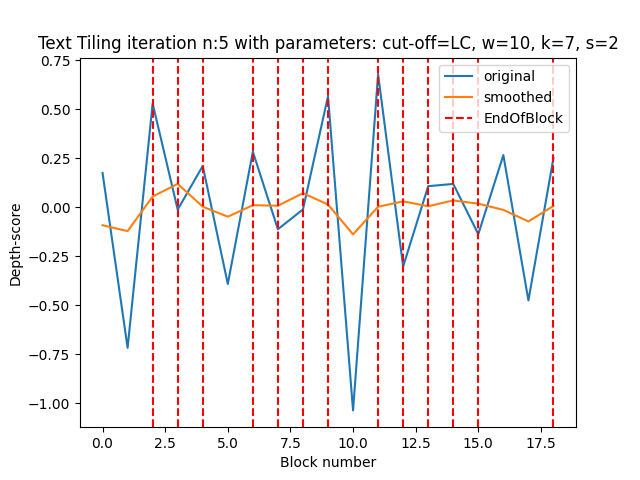 Text Tiling iteration n:5 with parameters: cut-off=LC, w=10, k=7, s=2
original
smoothed
EndOfBlock
Depth-score
0.75
0.50
0.25
0.00
−0.25
−0.50
−0.75
−1.00
0.0 2.5 5.0 7.5 10.0 12.5 15.0 17.5
Block number